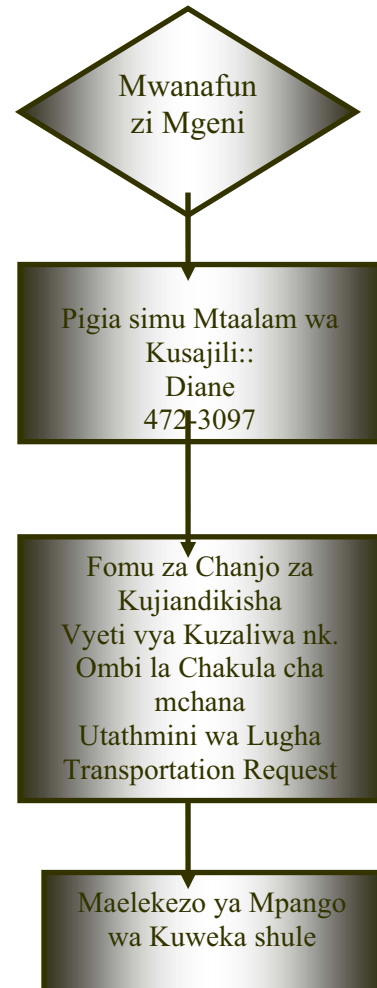 Mwanafun
zi Mgeni
Pigia simu Mtaalam wa
Kusajili::
Diane
472-3097
Fomu za Chanjo za
Kujiandikisha
Vyeti vya Kuzaliwa nk.
Ombi la Chakula cha
mchana
Utathmini wa Lugha
Transportation Request
Maelekezo ya Mpango
wa Kuweka shule